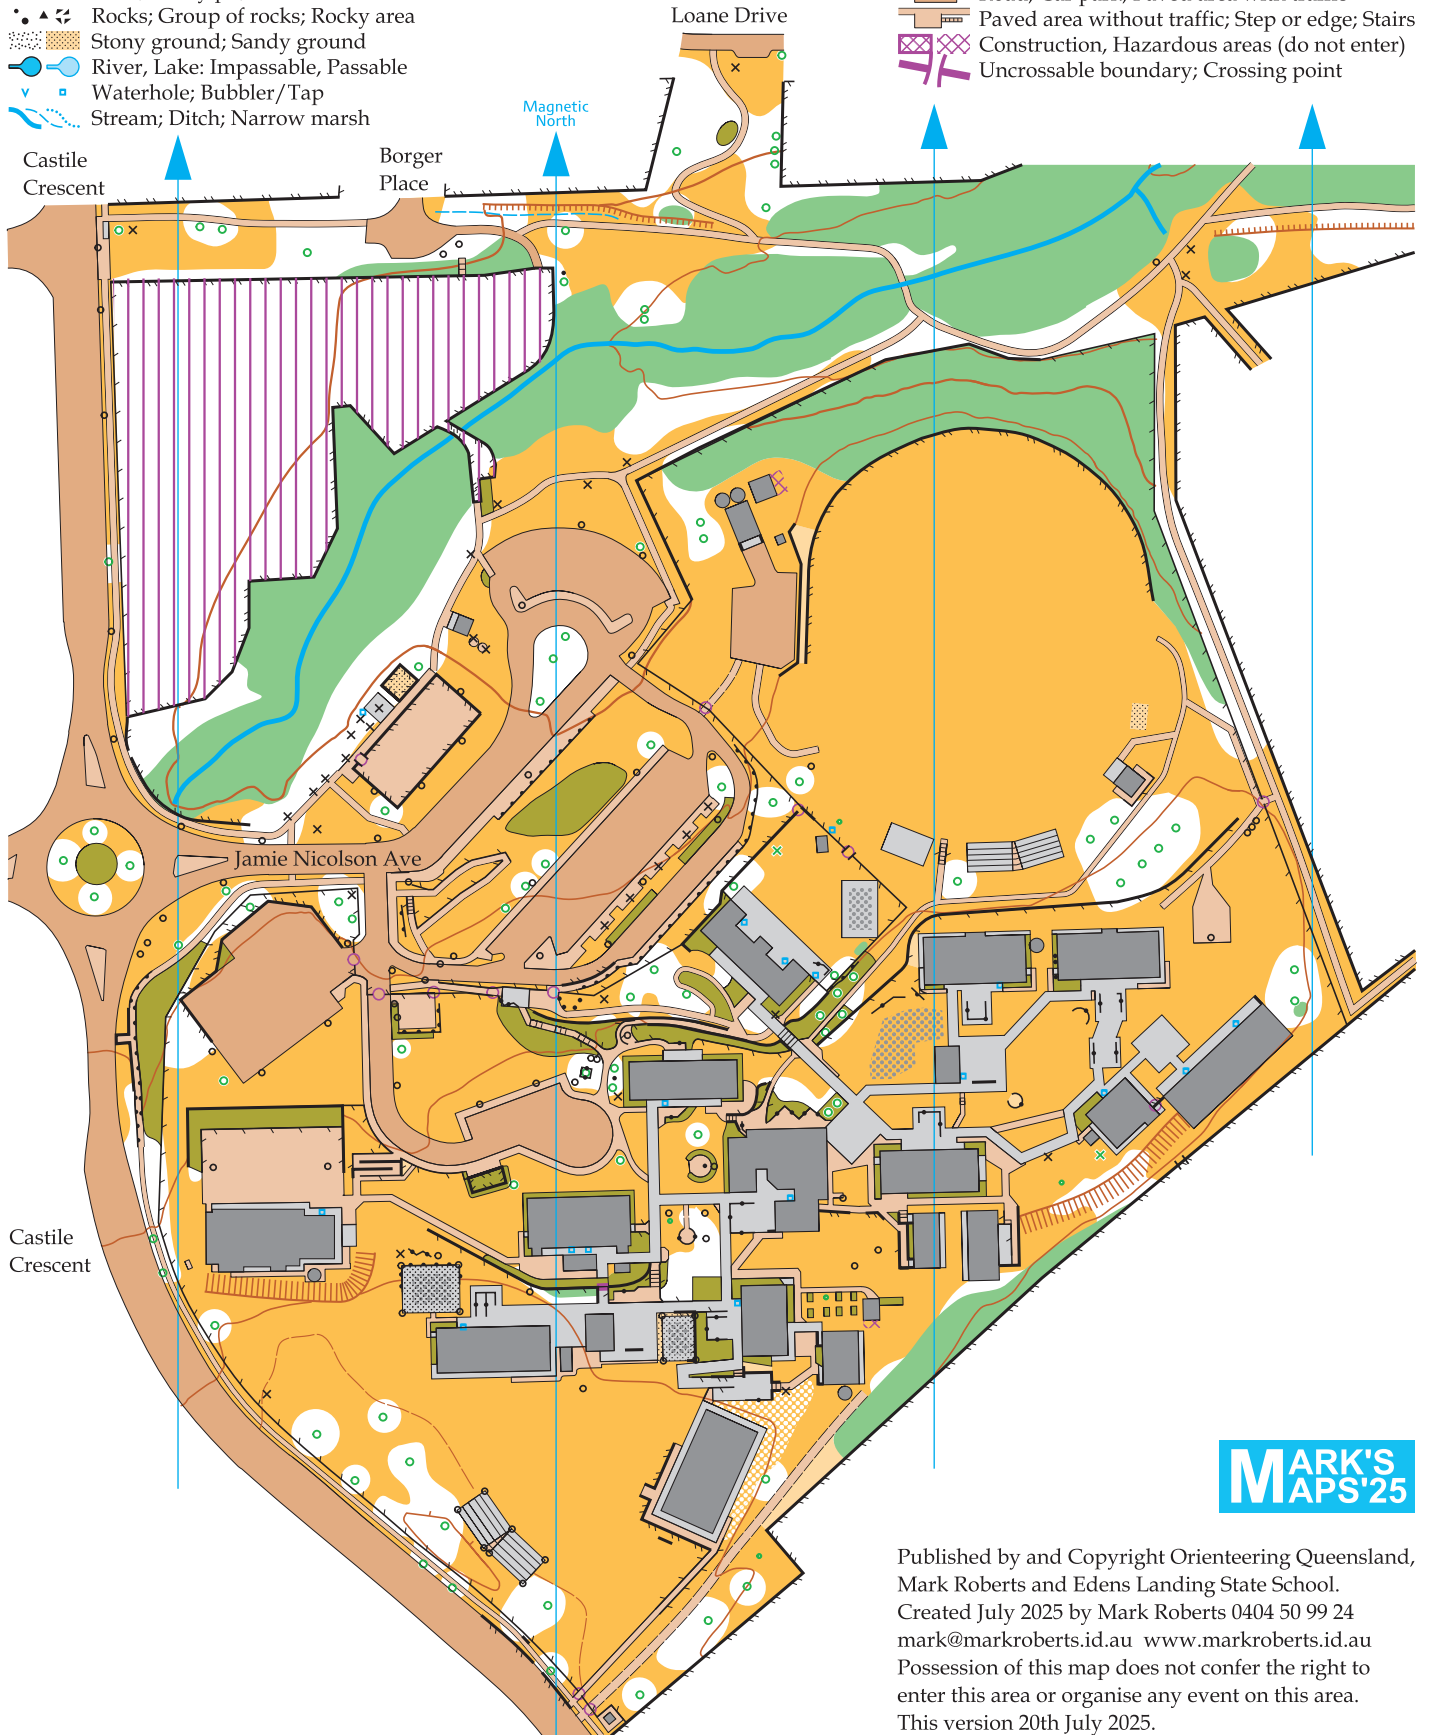 Rocks; Group of rocks; Rocky area
Stony ground; Sandy ground
River, Lake: Impassable, Passable
Waterhole; Bubbler/Tap
Stream; Ditch; Narrow marsh
Paved area without traffic; Step or edge; Stairs
Construction, Hazardous areas (do not enter)
Uncrossable boundary; Crossing point
Loane Drive
Magnetic
North
Castile
Crescent
Borger
Place
Jamie Nicolson Ave
Castile
Crescent
MARK'S
MAPS'25
Published by and Copyright Orienteering Queensland,
Mark Roberts and Edens Landing State School.
Created July 2025 by Mark Roberts 0404 50 99 24
mark@markroberts.id.au www.markroberts.id.au
Possession of this map does not confer the right to
enter this area or organise any event on this area.
This version 20th July 2025.